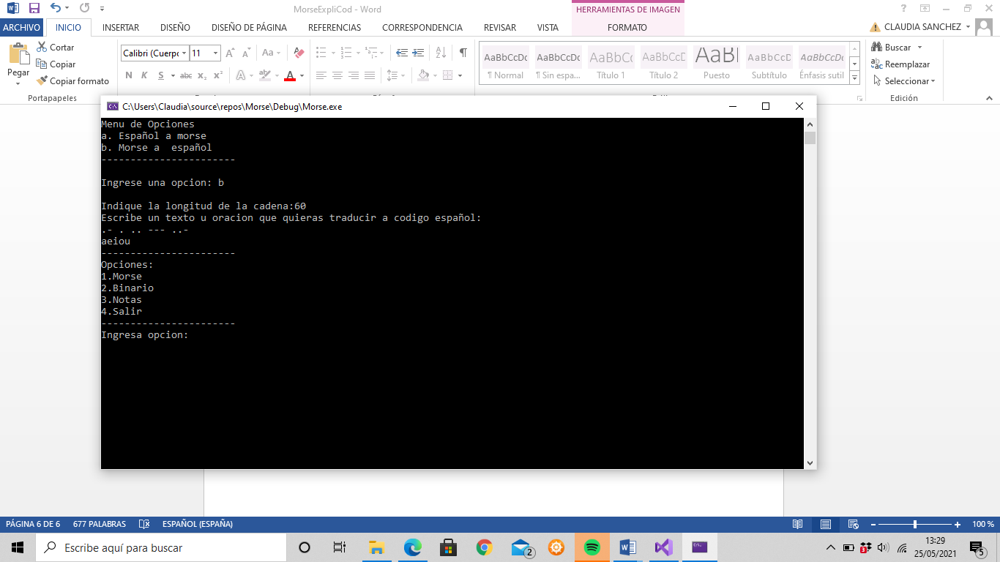 MorseExpliCod - Word
HERRAMIENTAS DE IMAGEN
ARCHIVO INICIO INSERTAR DISEÑO DISEÑO DE PÁGINA REFERENCIAS CORRESPONDENCIA REVISAR VISTA FORMATO CLAUDIA SANCHEZ
Pegar
Cortar
Copiar
Copiar formato
Portapapeles
Calibri (Cuerpo 11
Aa
N K S abc x₂ x²
A ab A
AaBbCcDc AaBbCcDc AaBbCc AaBbCcD AaBl AaBbCcD AaBbCcDc
¶ Normal ¶ Sin espa... Título 1 Título 2 Puesto Subtítulo Énfasis sutil
Buscar
Reemplazar
Seleccionar
Edición
C:\Users\Claudia\source\repos\Morse\Debug\Morse.exe
Menu de Opciones
a. Español a morse
b. Morse a  español
-----------------------
Ingrese una opcion: b
Indique la longitud de la cadena:60
Escribe un texto u oracion que quieras traducir a codigo español:
.- . .. --- ..-
aeiou
-----------------------
Opciones:
1.Morse
2.Binario
3.Notas
4.Salir
-----------------------
Ingresa opcion:
PÁGINA 6 DE 6 677 PALABRAS ESPAÑOL (ESPAÑA) 100 %
Escribe aquí para buscar
2
3
13:29
25/05/2021
5